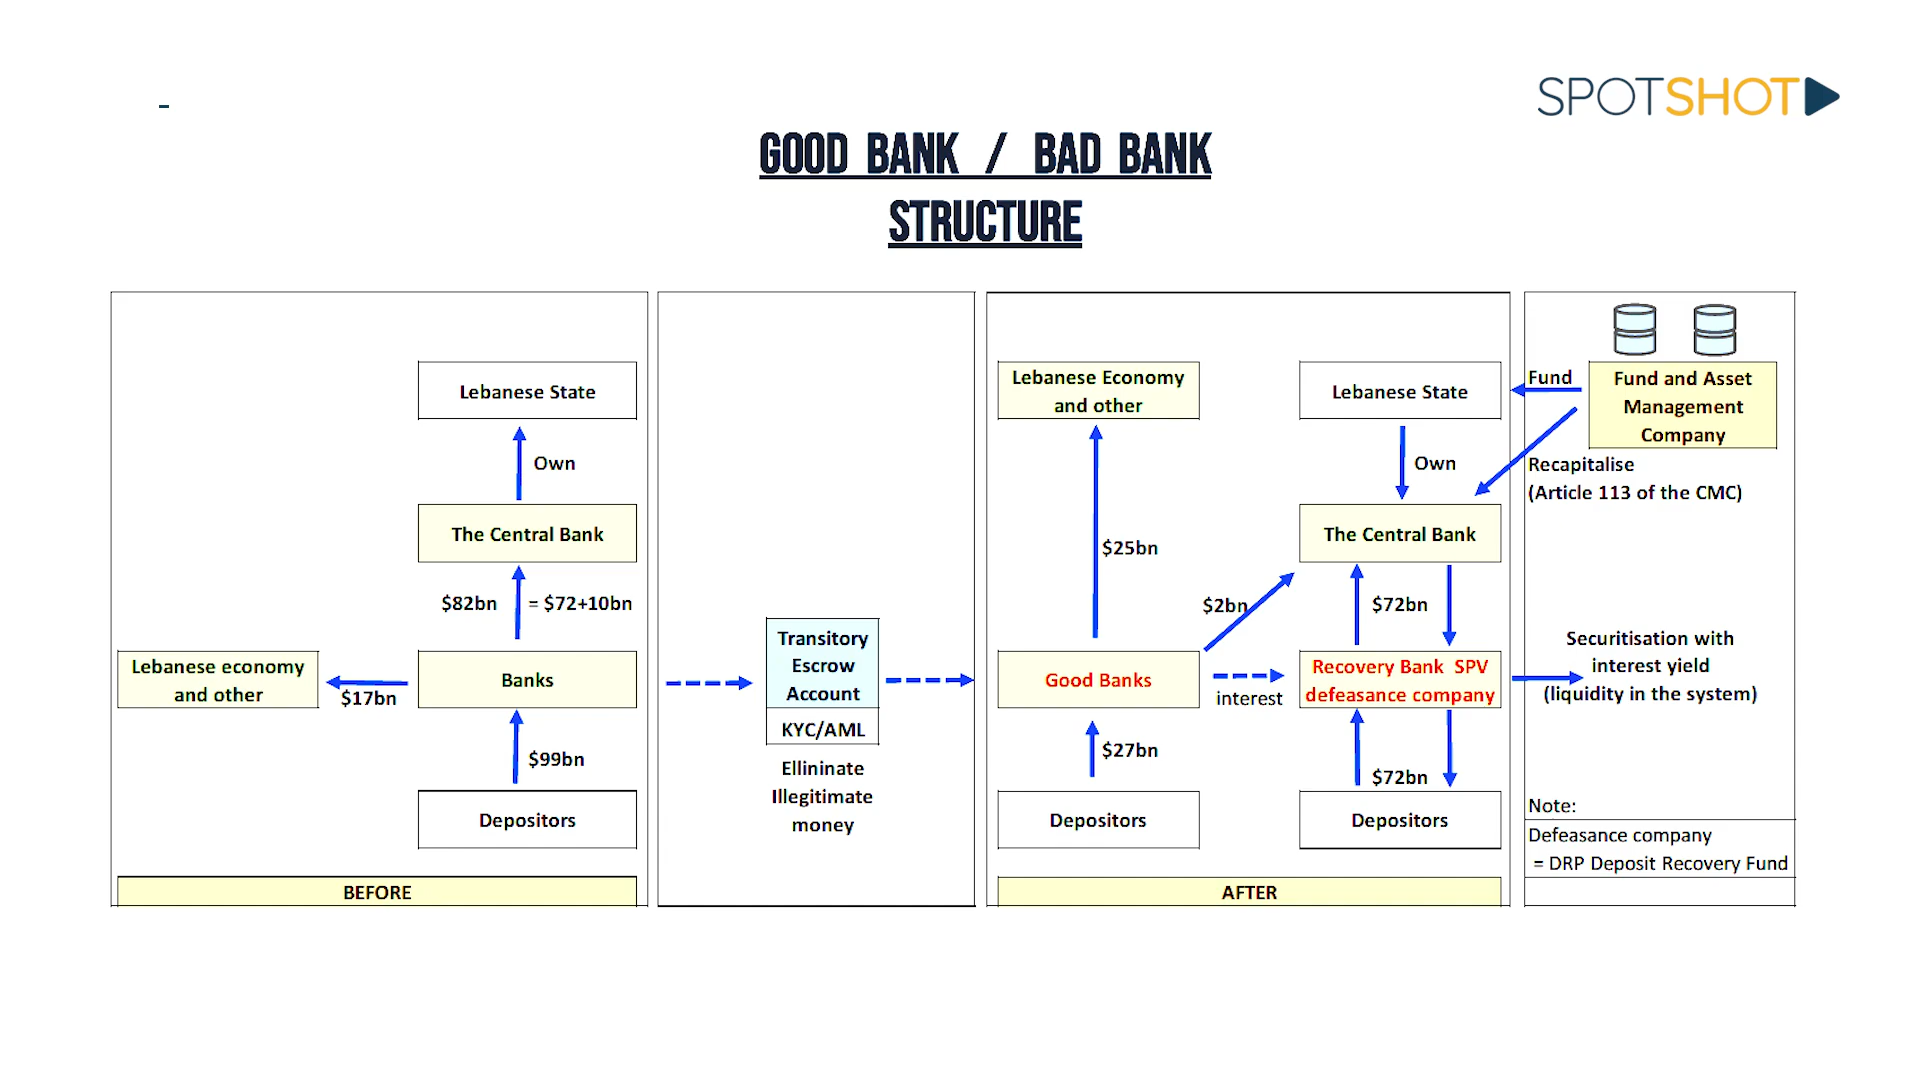 SPOTSHOT
GOOD BANK / BAD BANK
STRUCTURE
Lebanese State
Own
The Central Bank
$82bn
= $72+10bn
Lebanese economy
and other
$17bn
Banks
$99bn
Depositors
BEFORE
Transitory
Escrow
Account
KYC/AML
Ellininate
Illegitimate
money
Lebanese Economy
and other
$25bn
Good Banks
$27bn
Depositors
Lebanese State
Own
The Central Bank
$2bn
$72bn
interest
Recovery Bank SPV
defeasance company
$72bn
Depositors
AFTER
Fund
Fund and Asset
Management
Company
Recapitalise
(Article 113 of the CMC)
Securitisation with
interest yield
(liquidity in the system)
Note:
Defeasance company
= DRP Deposit Recovery Fund